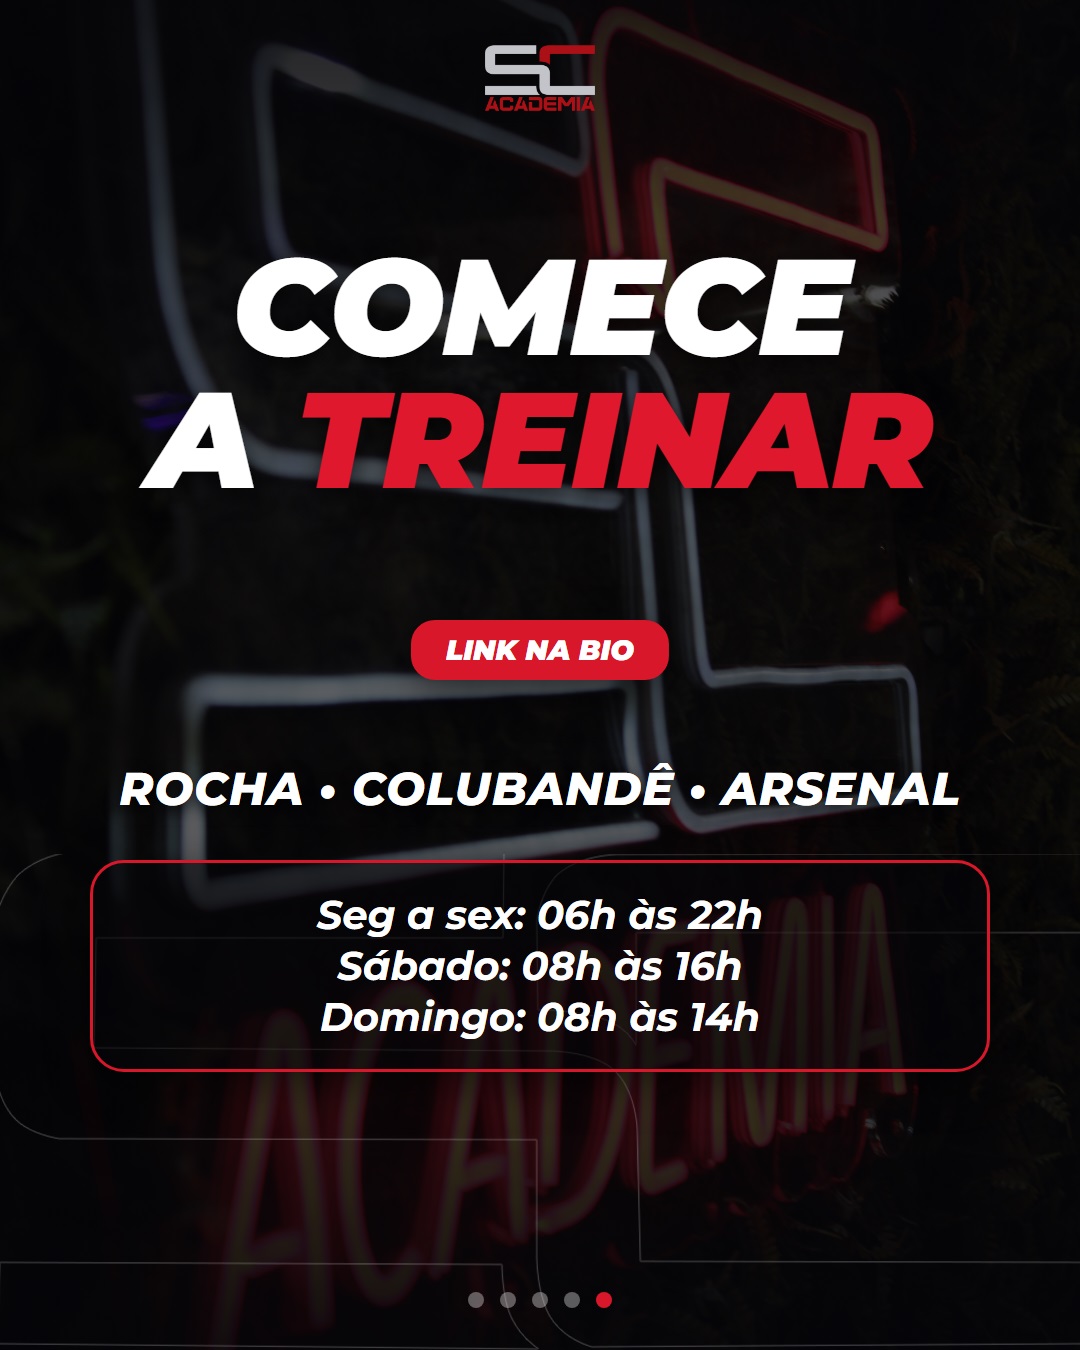 SC
ACADEMIA
COMECE
A TREINAR
LINK NA BIO
ROCHA • COLUBANDÊ • ARSENAL
Seg a sex: 06h às 22h
Sábado: 08h às 16h
Domingo: 08h às 14h
ACADEMIA